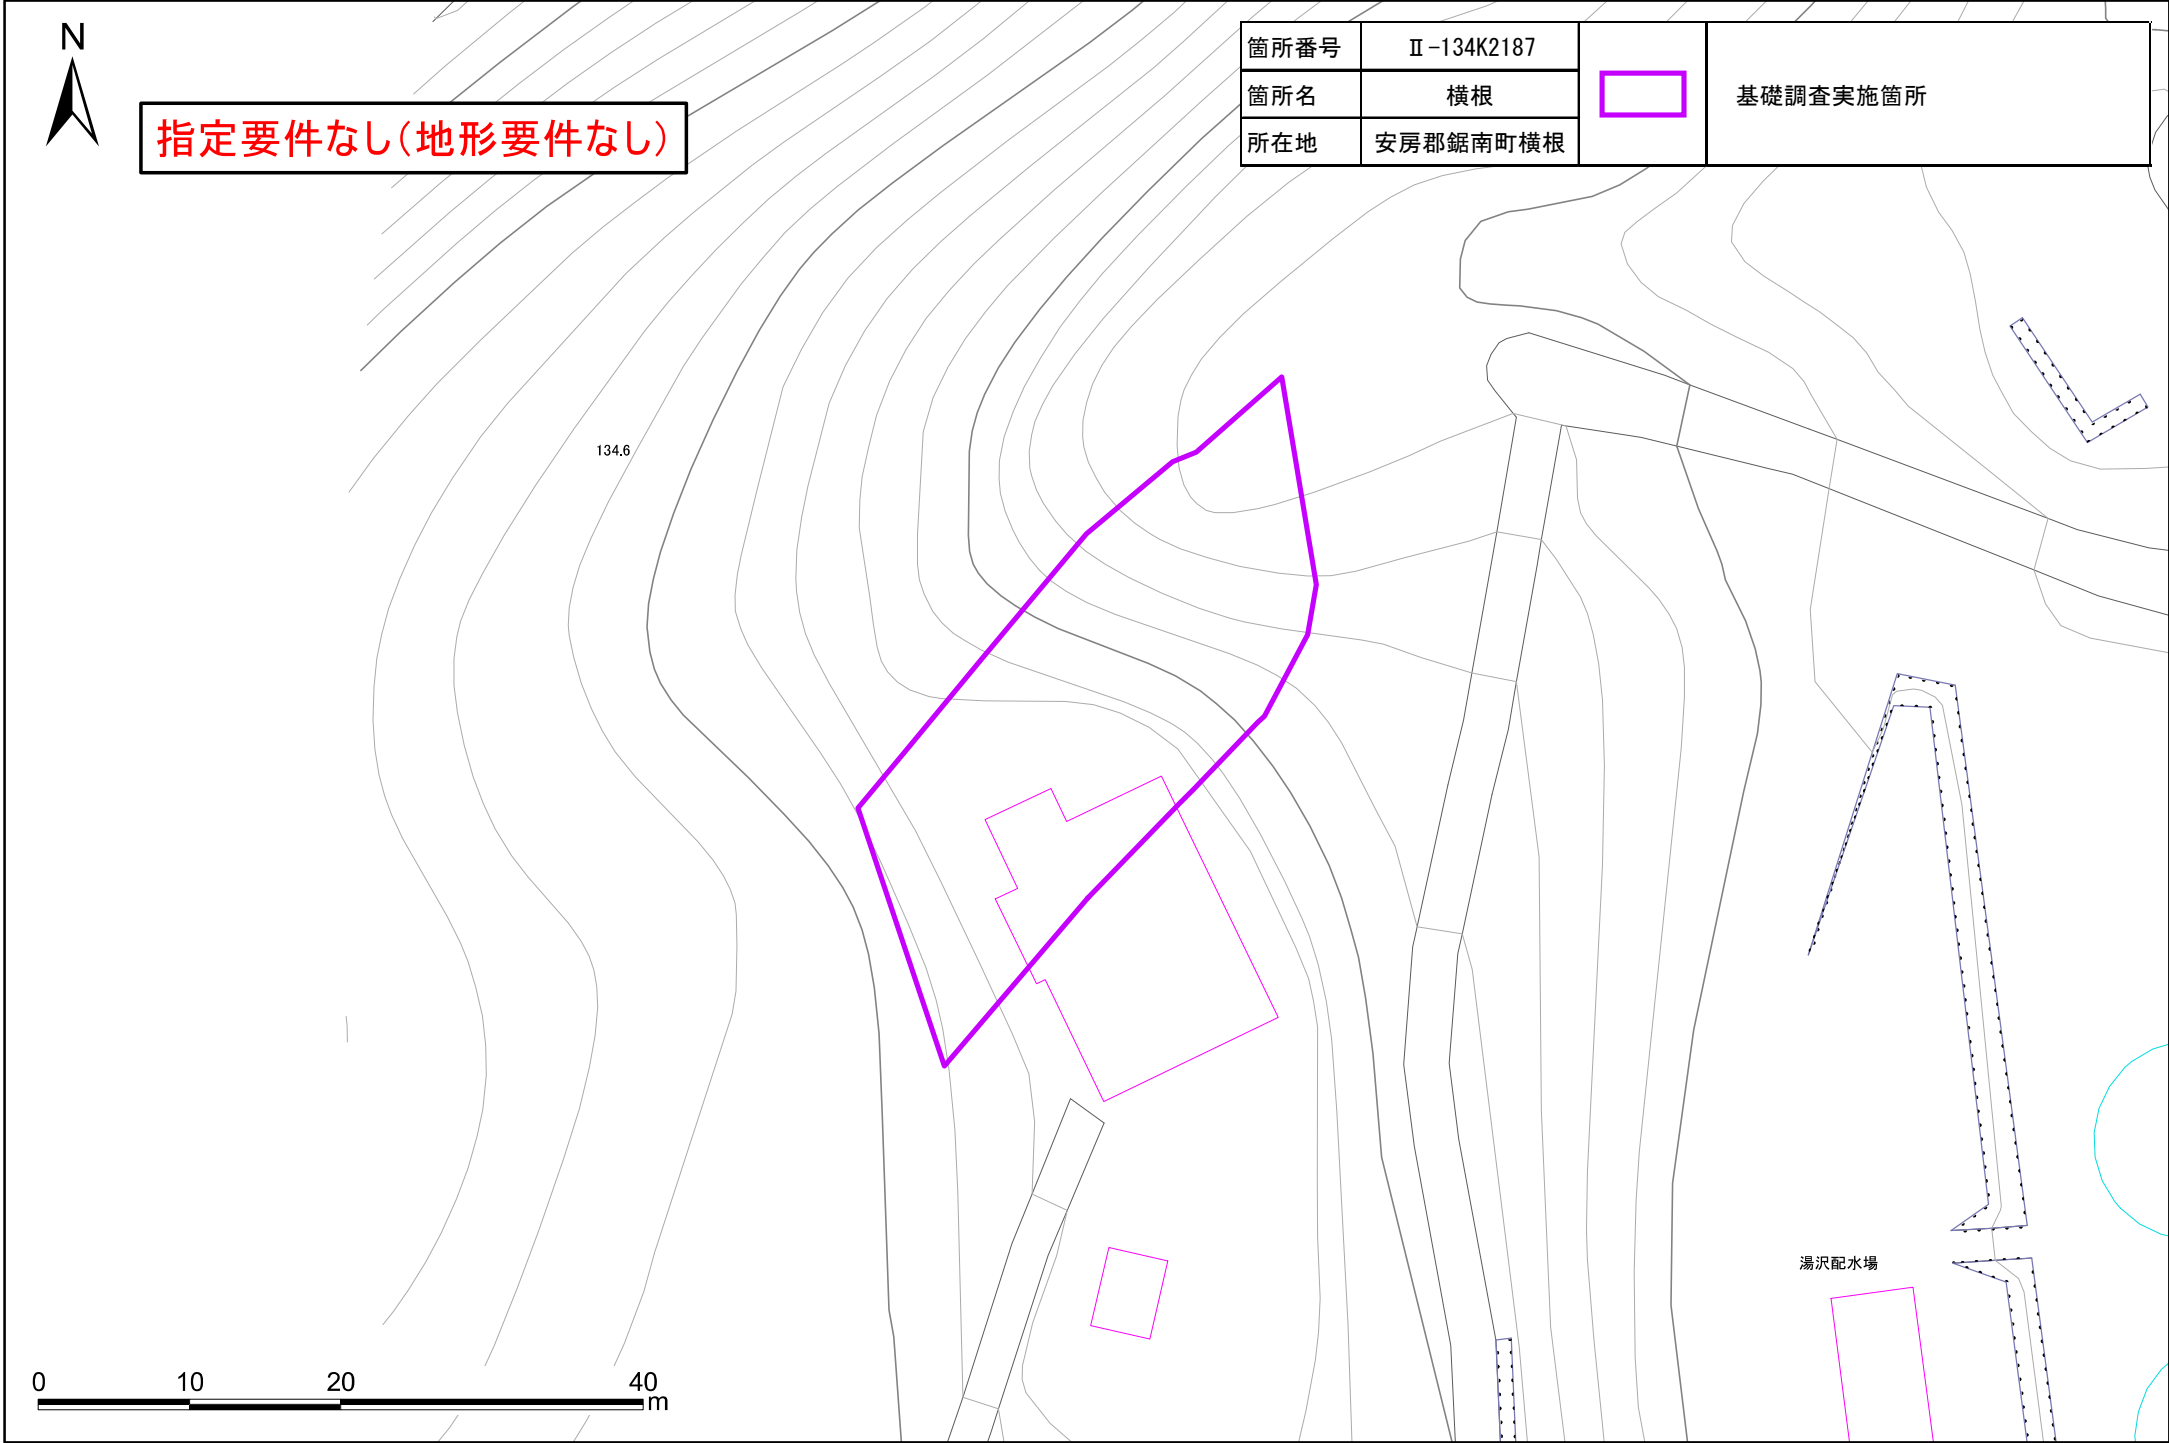 N
指定要件なし(地形要件なし)
箇所番号 Ⅱ-134K2187
箇所名 横根
所在地 安房郡鋸南町横根
基礎調査実施箇所
134.6
湯沢配水場
0 10 20 40
m